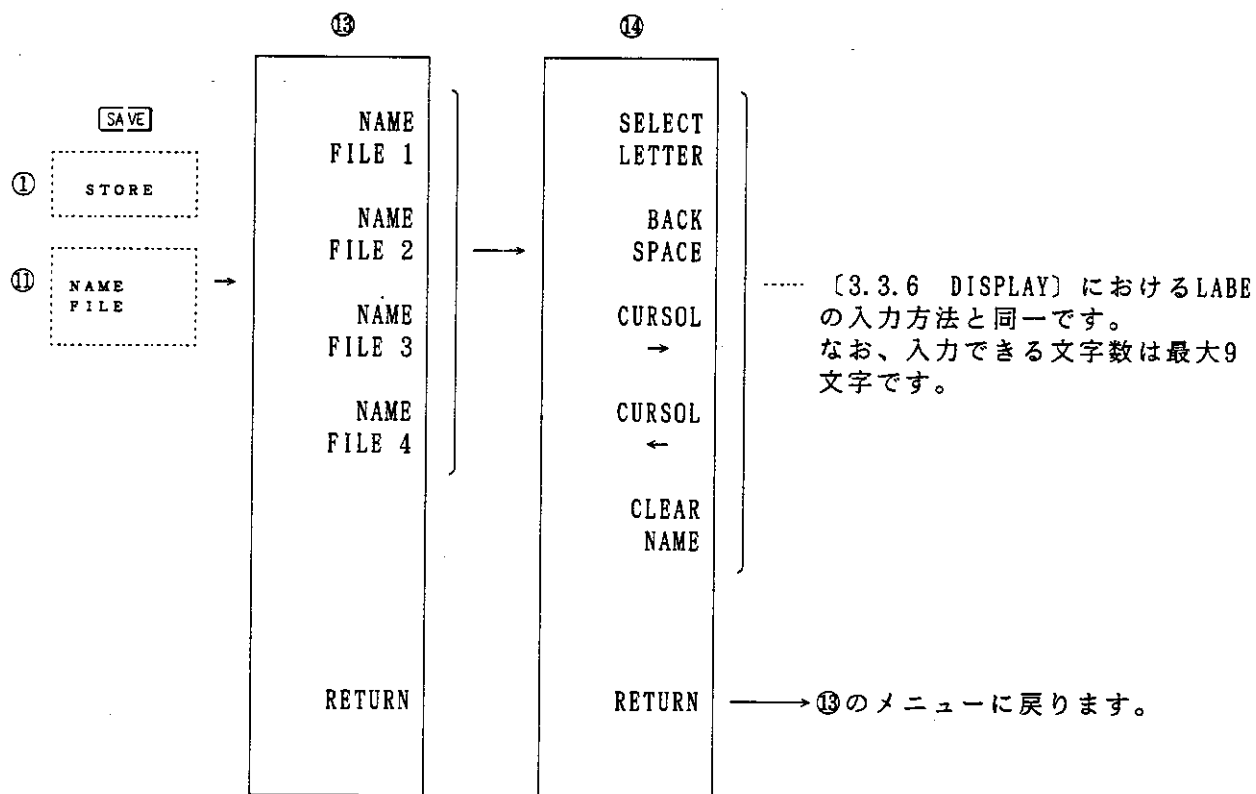 ⑬
⑭
SAVE
① STORE
⑪ NAME
FILE
→
NAME
FILE 1
NAME
FILE 2
NAME
FILE 3
NAME
FILE 4
RETURN
→
SELECT
LETTER
BACK
SPACE
CURSOL
→
CURSOL
←
CLEAR
NAME
RETURN
…… 〔3.3.6 DISPLAY〕におけるLABE
の入力方法と同一です。
なお、入力できる文字数は最大9
文字です。
→⑬のメニューに戻ります。